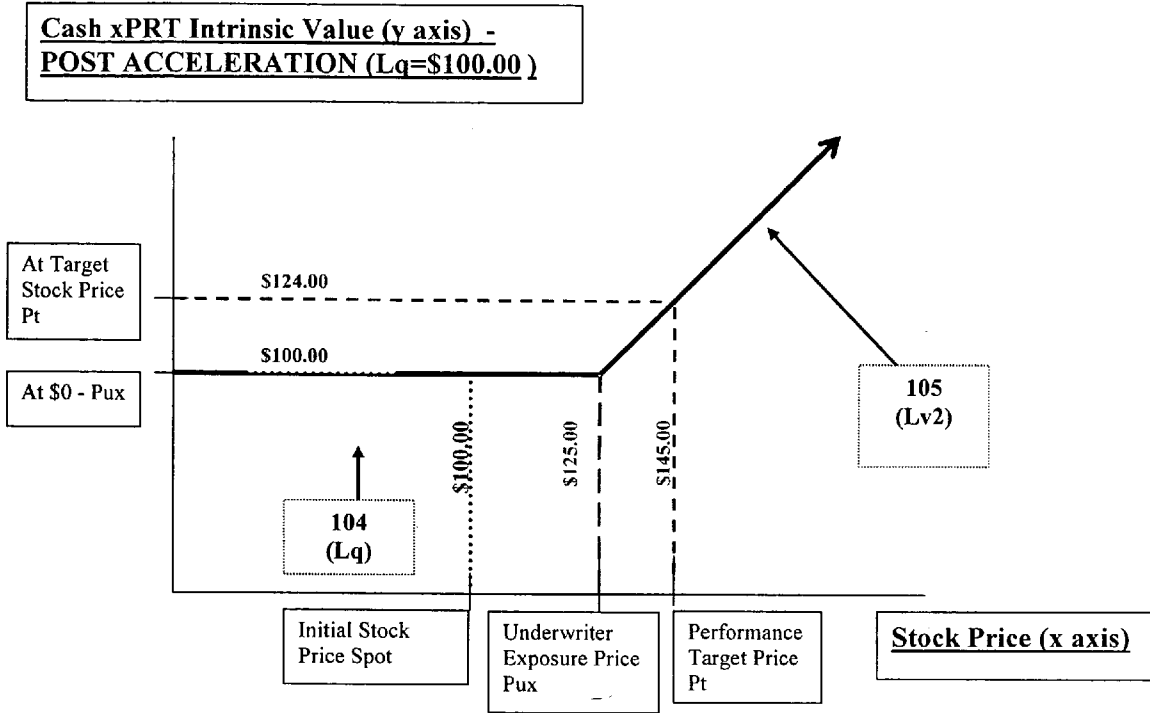 Cash xPRT Intrinsic Value (y axis) -
POST ACCELERATION (Lq=$100.00 )
At Target
Stock Price
Pt
$124.00
$100.00
At $0 - Pux
$100.00
$125.00
$145.00
105
(Lv2)
104
(Lq)
Initial Stock
Price Spot
Underwriter
Exposure Price
Pux
Performance
Target Price
Pt
Stock Price (x axis)